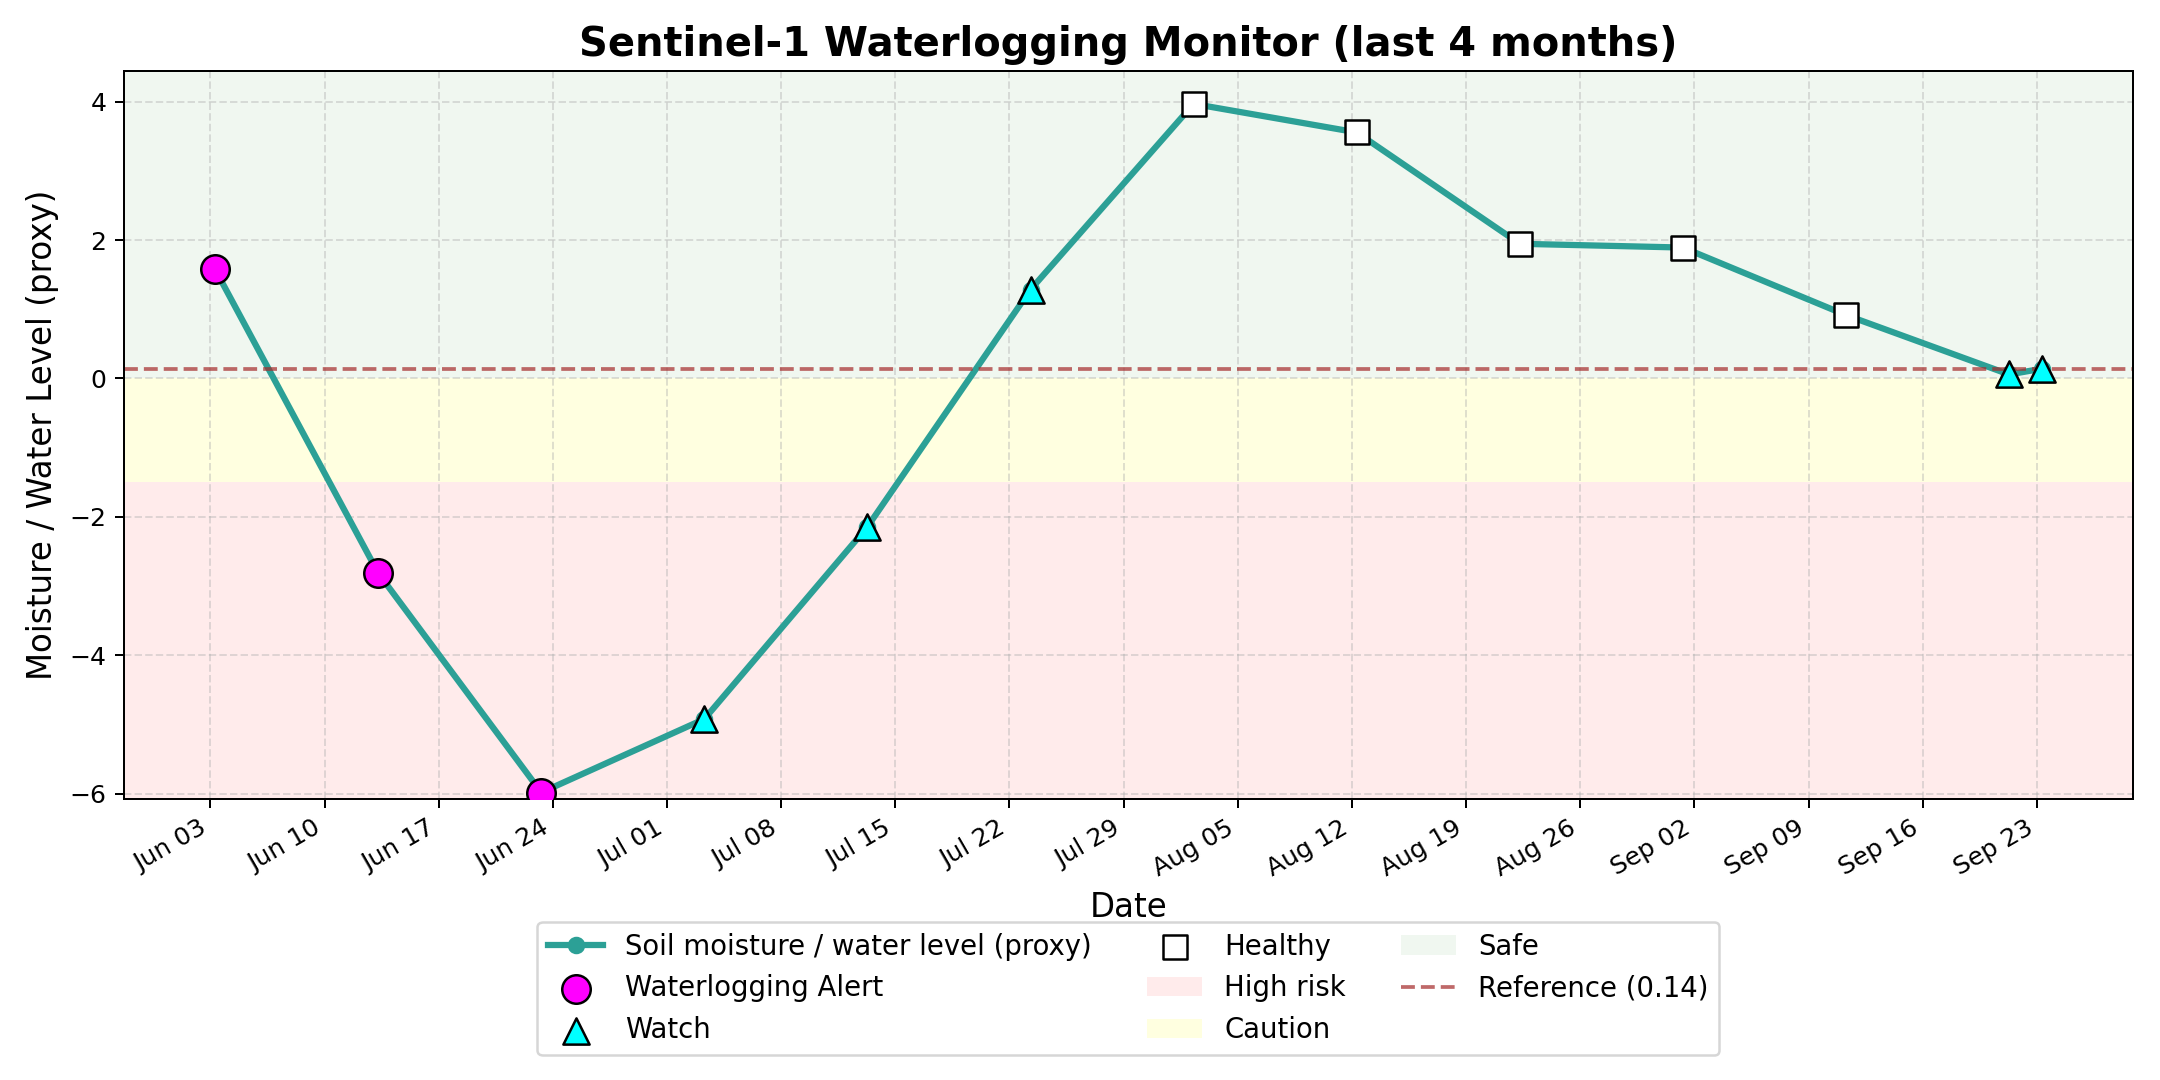 Sentinel-1 Waterlogging Monitor (last 4 months)
Moisture / Water Level (proxy)
4
2
0
−2
−4
−6
Jun 03
Jun 10
Jun 17
Jun 24
Jul 01
Jul 08
Jul 15
Jul 22
Jul 29
Aug 05
Aug 12
Aug 19
Aug 26
Sep 02
Sep 09
Sep 16
Sep 23
Date
Soil moisture / water level (proxy)
Waterlogging Alert
Watch
Healthy
High risk
Caution
Safe
Reference (0.14)